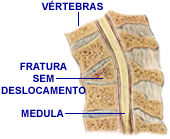 VÉRTEBRAS
FRATURA
SEM
DESLOCAMENTO
MEDULA